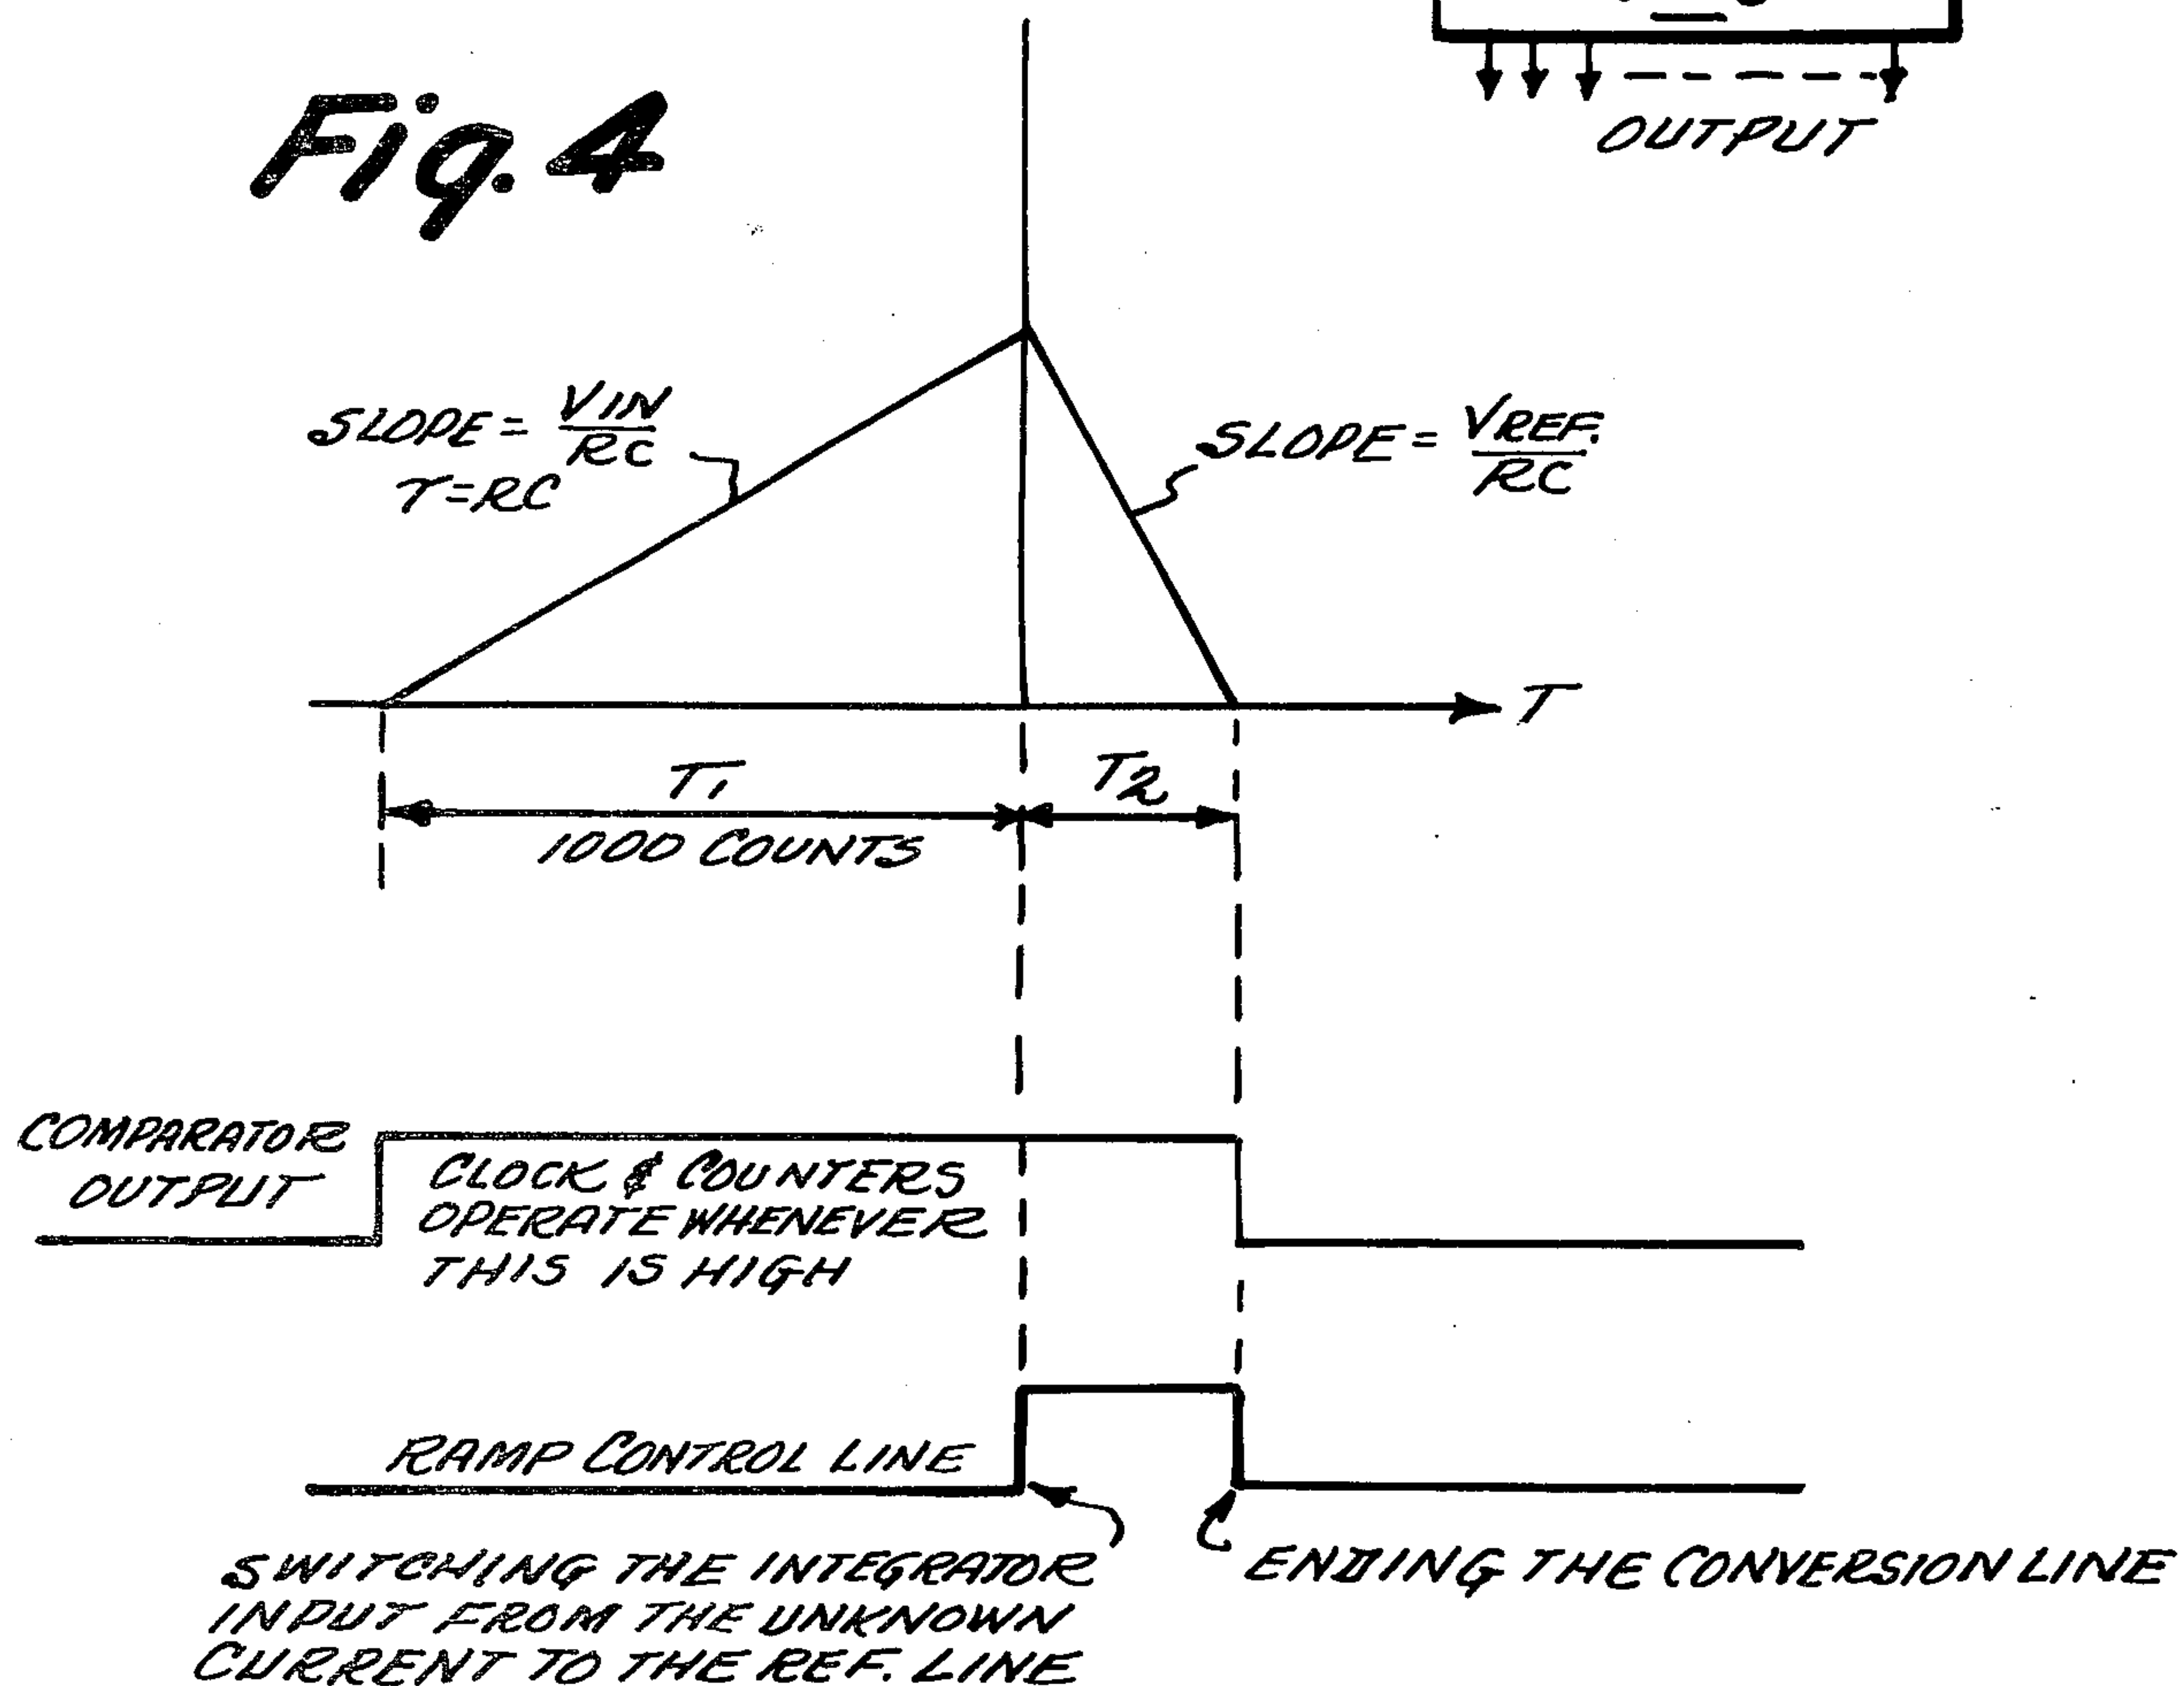 OUTPUT
Fig. 4
SLOPE = VIN
RC
T=RC
SLOPE = VREF.
RC
T
T1
T2
1000 COUNTS
COMPARATOR
OUTPUT
CLOCK & COUNTERS
OPERATE WHENEVER
THIS IS HIGH
RAMP CONTROL LINE
SWITCHING THE INTEGRATOR
INPUT FROM THE UNKNOWN
CURRENT TO THE REF. LINE
ENDING THE CONVERSION LINE